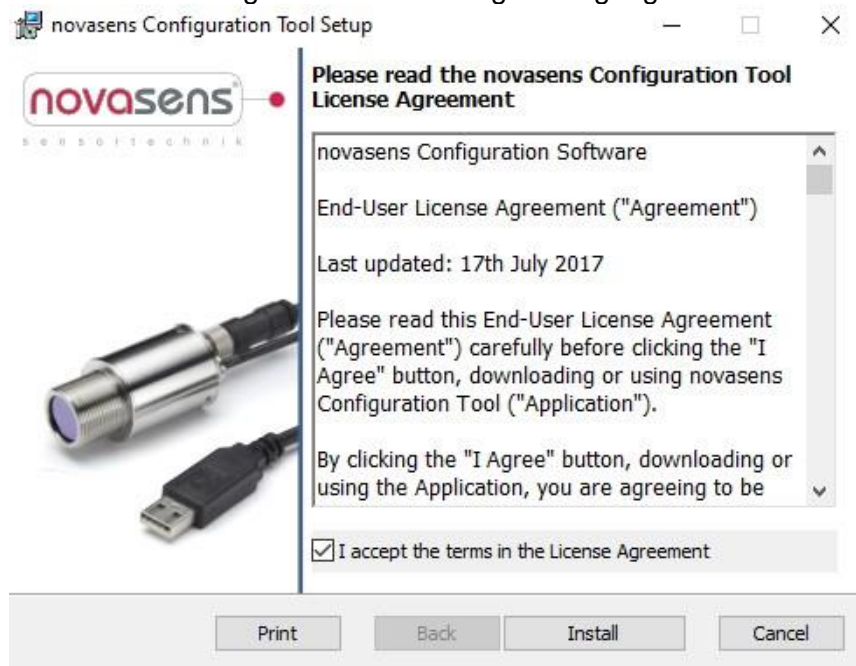 novasens Configuration Tool Setup
novasens
sensortechnik
Please read the novasens Configuration Tool
License Agreement
novasens Configuration Software
End-User License Agreement ("Agreement")
Last updated: 17th July 2017
Please read this End-User License Agreement
("Agreement") carefully before clicking the "I
Agree" button, downloading or using novasens
Configuration Tool ("Application").
By clicking the "I Agree" button, downloading or
using the Application, you are agreeing to be
I accept the terms in the License Agreement
Print
Back
Install
Cancel